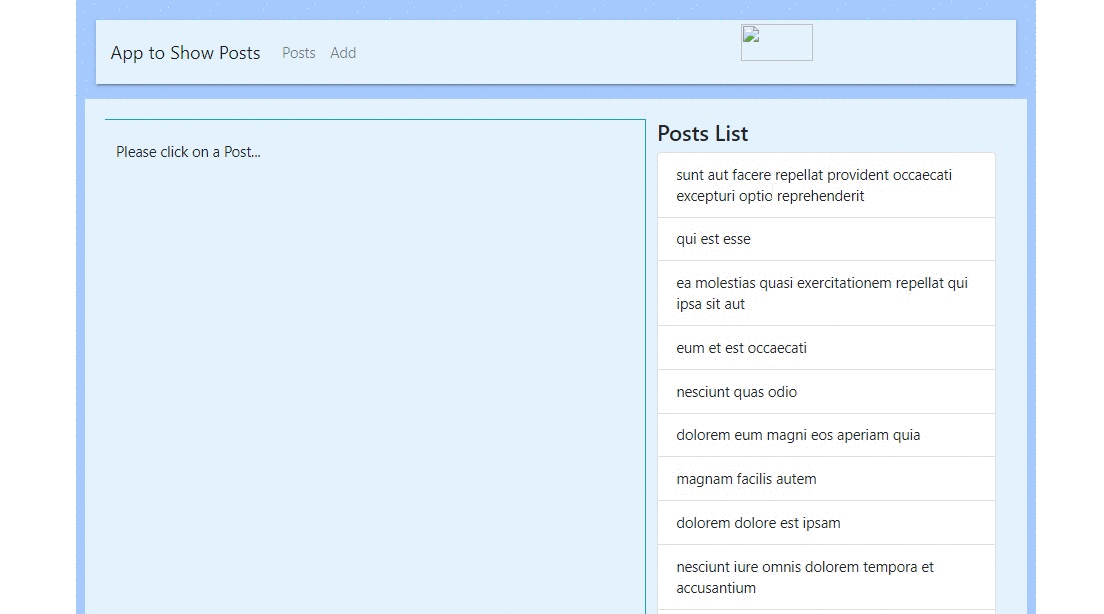 App to Show Posts Posts Add
Please click on a Post...
Posts List
sunt aut facere repellat provident occaecati
excepturi optio reprehenderit
qui est esse
ea molestias quasi exercitationem repellat qui
ipsa sit aut
eum et est occaecati
nesciunt quas odio
dolorem eum magni eos aperiam quia
magnam facilis autem
dolorem dolore est ipsam
nesciunt iure omnis dolorem tempora et
accusantium